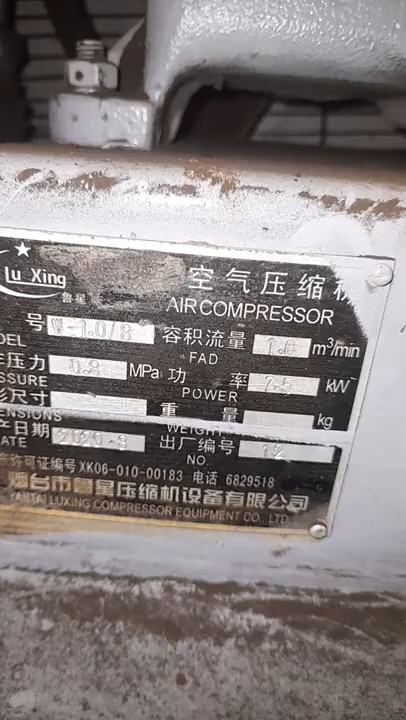 Lu Xing 鲁星
空气压缩机
AIR COMPRESSOR
号 W-1.0/8 容积流量 1.0 m³/min
DEL FAD
压力 0.8 MPa 功 率 7.5 kW
SSURE POWER
形尺寸 重 量 kg
ENSIONS WEIGHT
产日期 2020.9 出厂编号 12
ATE NO.
许可证编号 XK06-010-00183 电话 6829518
烟台市鲁星压缩机设备有限公司
YANTAI LUXING COMPRESSOR EQUIPMENT CO., LTD.